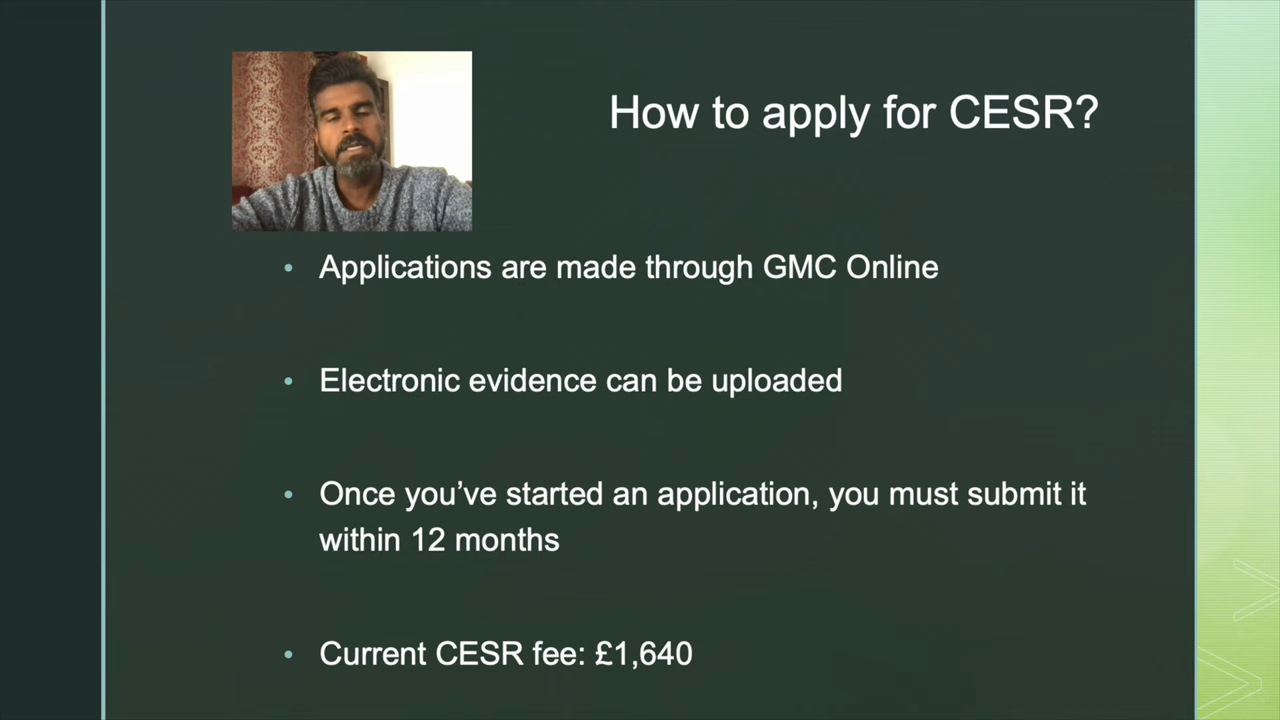 How to apply for CESR?
• Applications are made through GMC Online
• Electronic evidence can be uploaded
• Once you’ve started an application, you must submit it
within 12 months
• Current CESR fee: £1,640